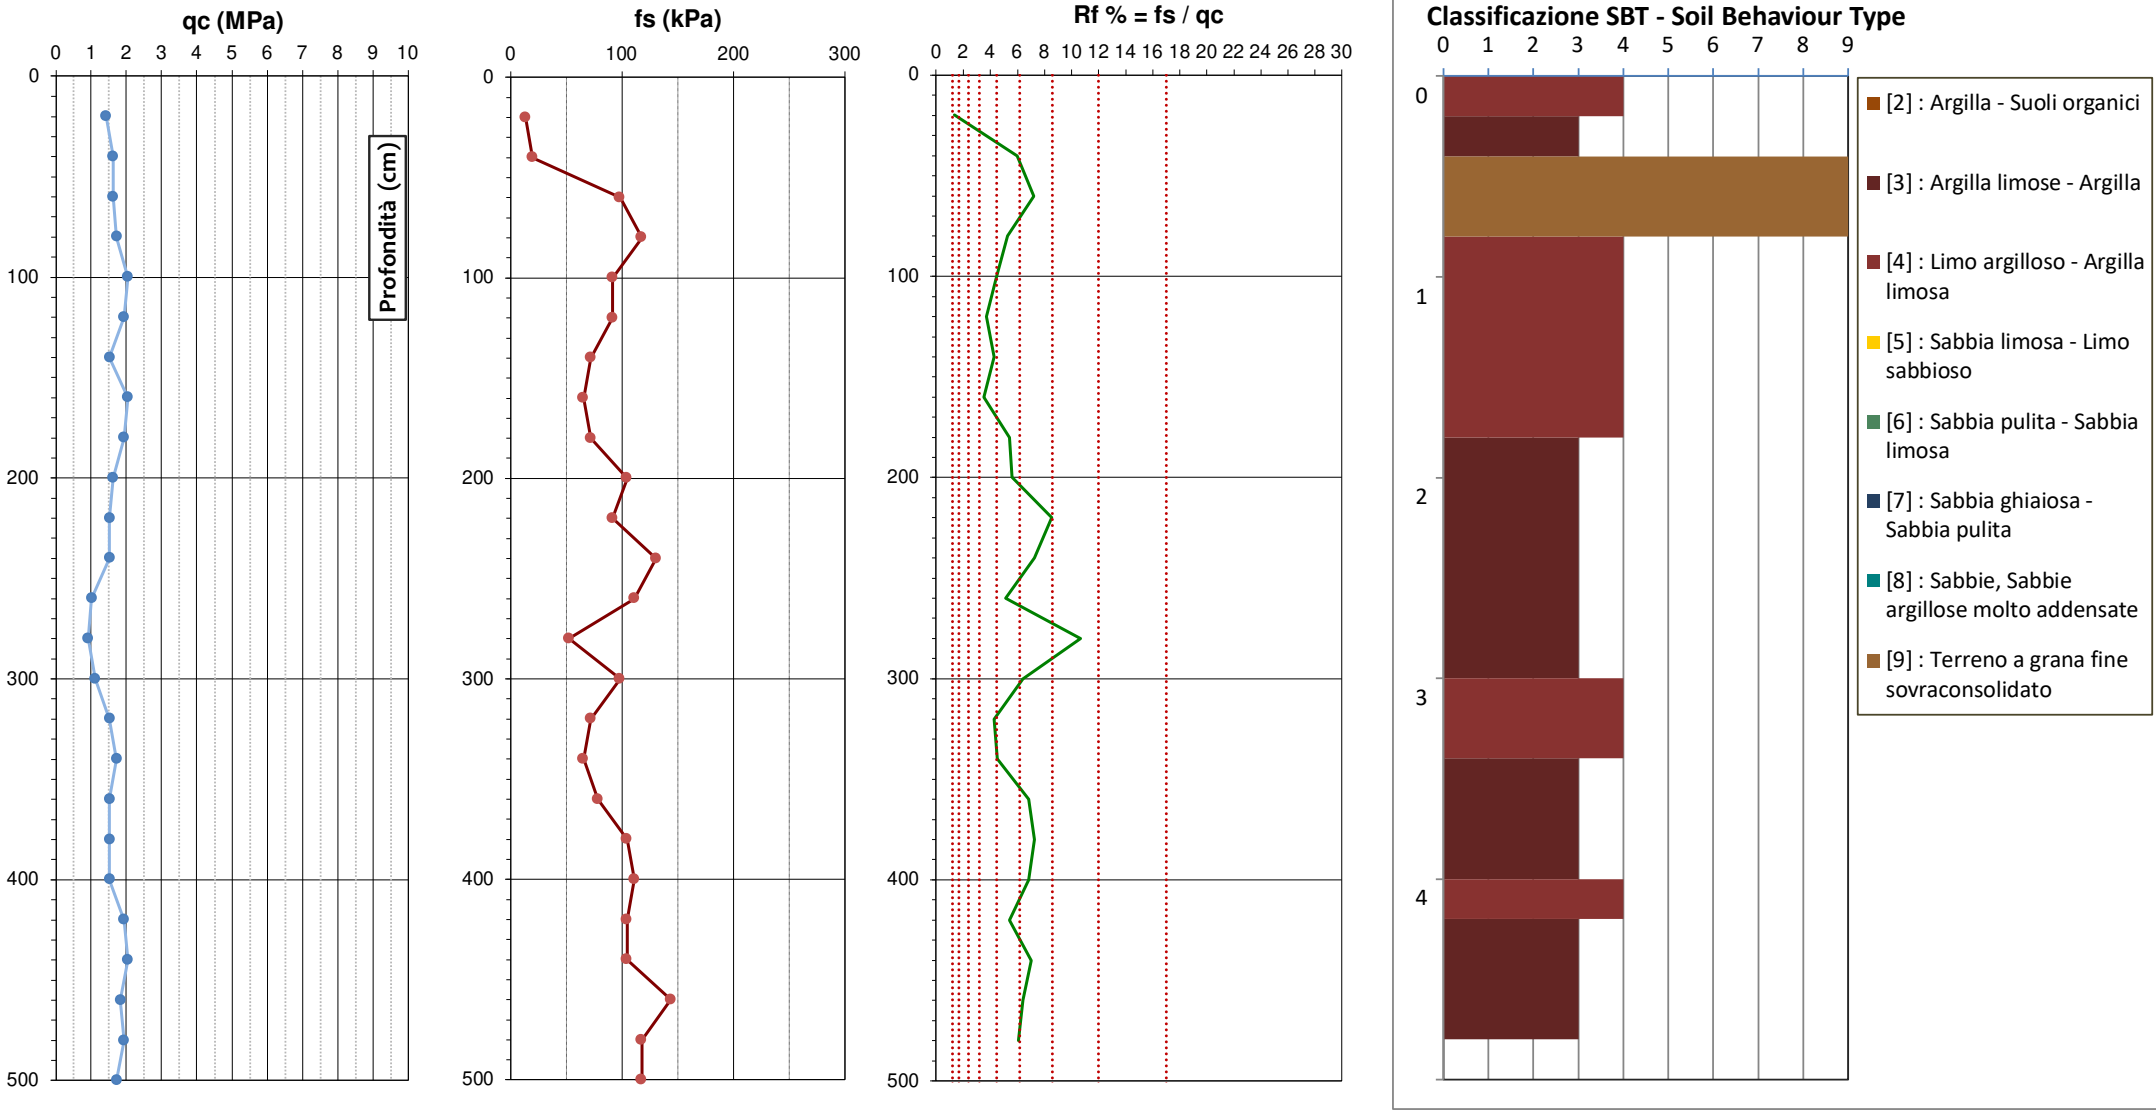 qc (MPa)
0 1 2 3 4 5 6 7 8 9 10
0
100
200
300
400
500
Profondità (cm)
fs (kPa)
0 100 200 300
0
100
200
300
400
500
Rf % = fs / qc
0 2 4 6 8 10 12 14 16 18 20 22 24 26 28 30
0
100
200
300
400
500
Classificazione SBT - Soil Behaviour Type
0 1 2 3 4 5 6 7 8 9
0
1
2
3
4
[2] : Argilla - Suoli organici
[3] : Argilla limose - Argilla
[4] : Limo argilloso - Argilla
limosa
[5] : Sabbia limosa - Limo
sabbioso
[6] : Sabbia pulita - Sabbia
limosa
[7] : Sabbia ghiaiosa -
Sabbia pulita
[8] : Sabbie, Sabbie
argillose molto addensate
[9] : Terreno a grana fine
sovraconsolidato